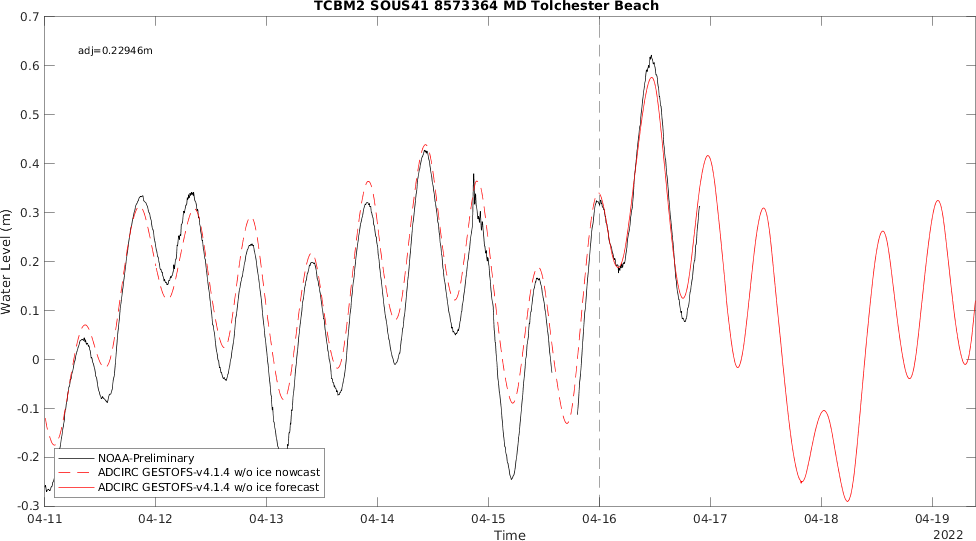 TCBM2 SOUS41 8573364 MD Tolchester Beach
adj=0.22946m
0.7
0.6
0.5
0.4
0.3
0.2
0.1
0
-0.1
-0.2
-0.3
Water Level (m)
NOAA-Preliminary
ADCIRC GESTOFS-v4.1.4 w/o ice nowcast
ADCIRC GESTOFS-v4.1.4 w/o ice forecast
04-11 04-12 04-13 04-14 04-15 04-16 04-17 04-18 04-19
Time
2022